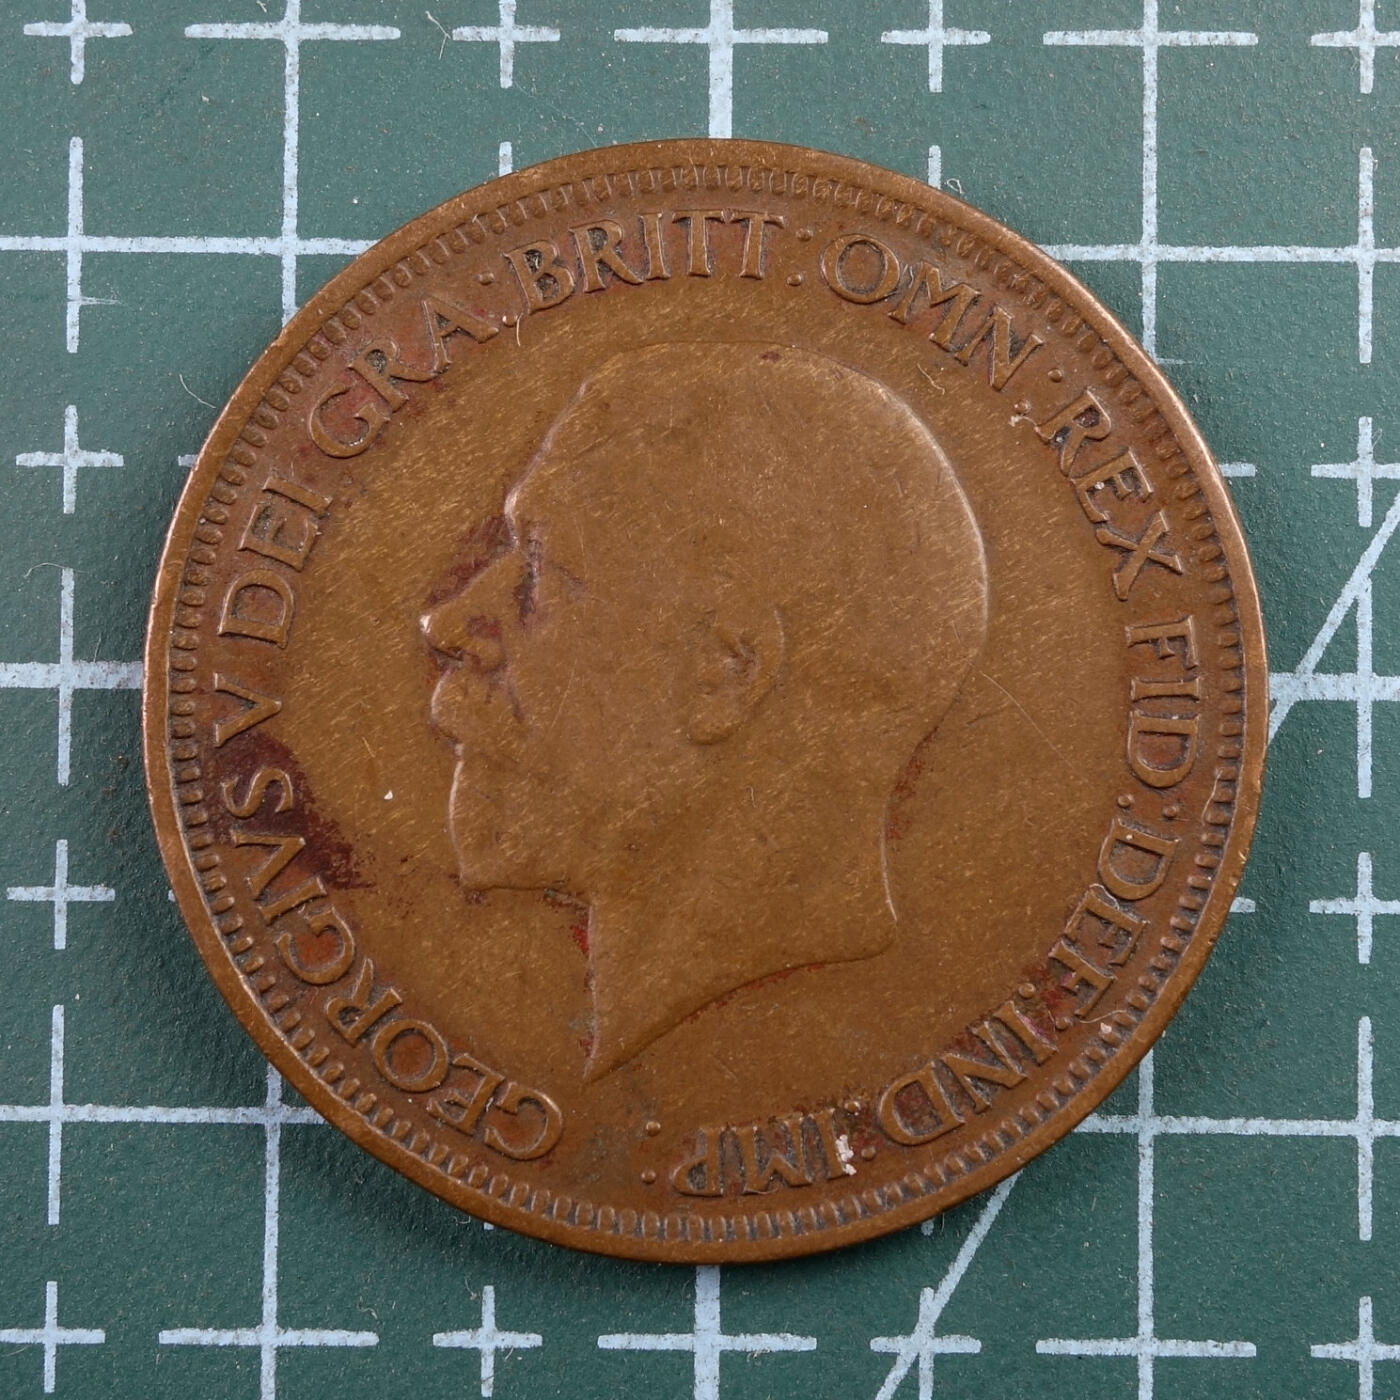 GEORGIVS V DEI GRA : BRITT : OMN : REX FID : DEF : IND : IMP :